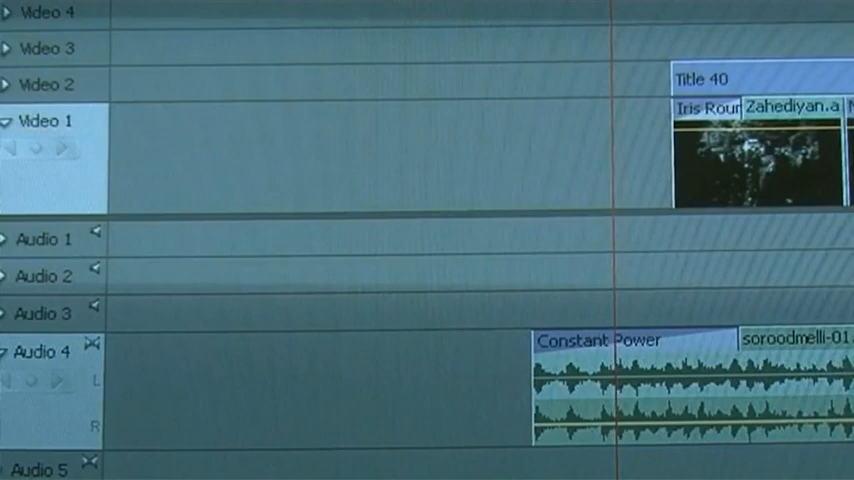 Video 4
Video 3
Video 2
Title 40
Video 1
Iris Roun
Zahediyan.a
Audio 1
Audio 2
Audio 3
Audio 4
Constant Power
soroodmelli-01.
L
R
Audio 5